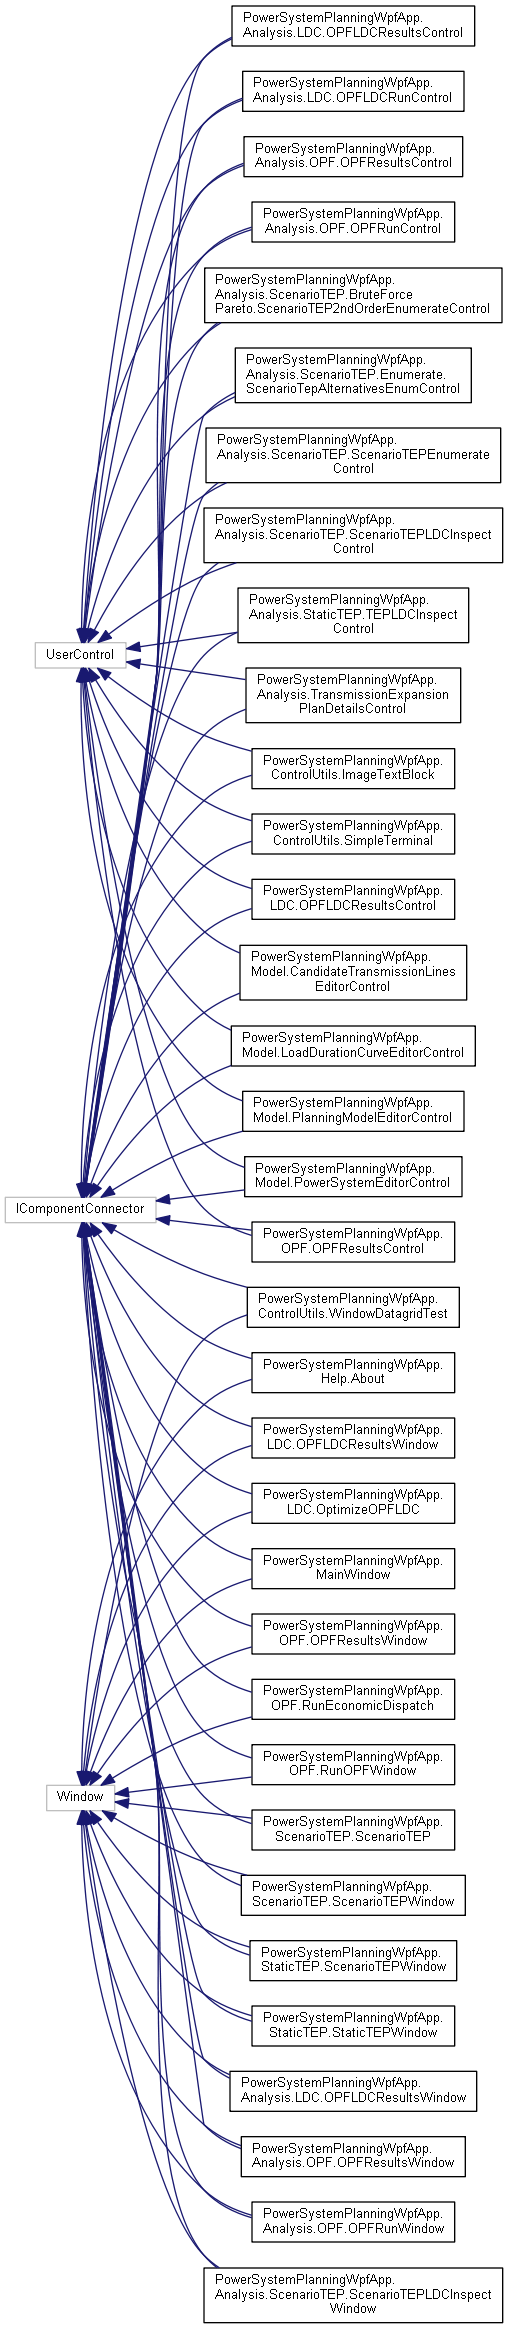 PowerSystemPlanningWpfApp.
Analysis.LDC.OPFLDCResultsControl
PowerSystemPlanningWpfApp.
Analysis.LDC.OPFLDCRunControl
PowerSystemPlanningWpfApp.
Analysis.OPF.OPFResultsControl
PowerSystemPlanningWpfApp.
Analysis.OPF.OPFRunControl
PowerSystemPlanningWpfApp.
Analysis.ScenarioTEP.BruteForce
Pareto.ScenarioTEP2ndOrderEnumerateControl
PowerSystemPlanningWpfApp.
Analysis.ScenarioTEP.Enumerate.
ScenarioTepAlternativesEnumControl
PowerSystemPlanningWpfApp.
Analysis.ScenarioTEP.ScenarioTEPEnumerate
Control
PowerSystemPlanningWpfApp.
Analysis.ScenarioTEP.ScenarioTEPLDCInspect
Control
PowerSystemPlanningWpfApp.
Analysis.StaticTEP.TEPLDCInspect
Control
UserControl
PowerSystemPlanningWpfApp.
Analysis.TransmissionExpansion
PlanDetailsControl
PowerSystemPlanningWpfApp.
ControlUtils.ImageTextBlock
PowerSystemPlanningWpfApp.
ControlUtils.SimpleTerminal
PowerSystemPlanningWpfApp.
LDC.OPFLDCResultsControl
PowerSystemPlanningWpfApp.
Model.CandidateTransmissionLines
EditorControl
PowerSystemPlanningWpfApp.
Model.LoadDurationCurveEditorControl
PowerSystemPlanningWpfApp.
Model.PlanningModelEditorControl
PowerSystemPlanningWpfApp.
Model.PowerSystemEditorControl
IComponentConnector
PowerSystemPlanningWpfApp.
OPF.OPFResultsControl
PowerSystemPlanningWpfApp.
ControlUtils.WindowDatagridTest
PowerSystemPlanningWpfApp.
Help.About
PowerSystemPlanningWpfApp.
LDC.OPFLDCResultsWindow
PowerSystemPlanningWpfApp.
LDC.OptimizeOPFLDC
PowerSystemPlanningWpfApp.
MainWindow
PowerSystemPlanningWpfApp.
OPF.OPFResultsWindow
PowerSystemPlanningWpfApp.
OPF.RunEconomicDispatch
PowerSystemPlanningWpfApp.
OPF.RunOPFWindow
Window
PowerSystemPlanningWpfApp.
ScenarioTEP.ScenarioTEP
PowerSystemPlanningWpfApp.
ScenarioTEP.ScenarioTEPWindow
PowerSystemPlanningWpfApp.
StaticTEP.ScenarioTEPWindow
PowerSystemPlanningWpfApp.
StaticTEP.StaticTEPWindow
PowerSystemPlanningWpfApp.
Analysis.LDC.OPFLDCResultsWindow
PowerSystemPlanningWpfApp.
Analysis.OPF.OPFResultsWindow
PowerSystemPlanningWpfApp.
Analysis.OPF.OPFRunWindow
PowerSystemPlanningWpfApp.
Analysis.ScenarioTEP.ScenarioTEPLDCInspect
Window